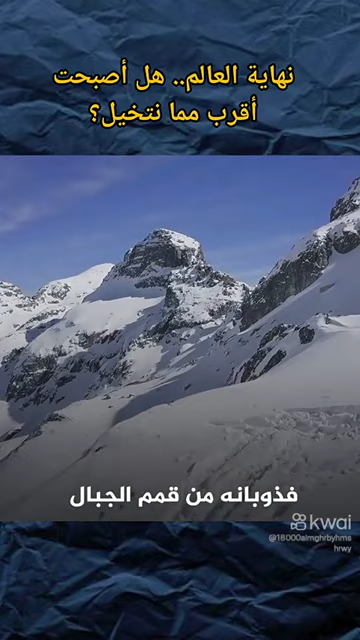 نهاية العالم.. هل أصبحت
أقرب مما نتخيل؟
فذوبانه من قمم الجبال
kwai
@18000almghrbyhms
hrwy